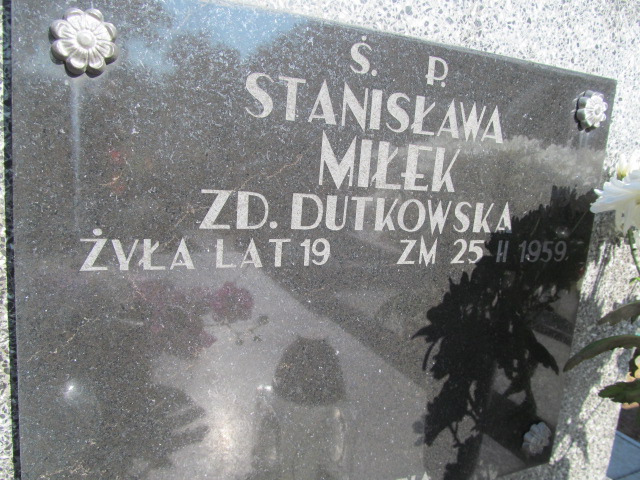 Ś. P.
STANISŁAWA
MIŁEK
ZD. DUTKOWSKA
ŻYŁA LAT 19 ZM 25 II 1959